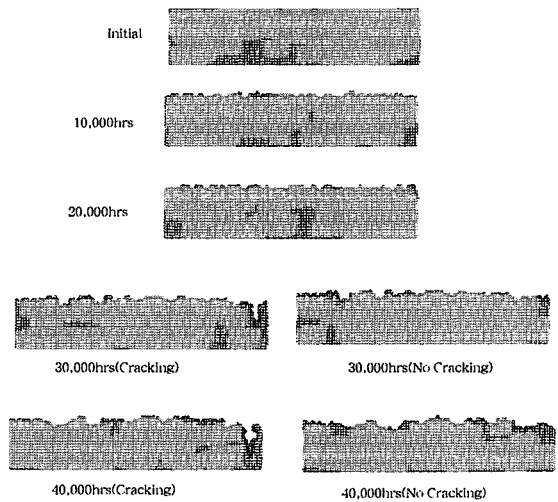 Initial
10,000hrs
20,000hrs
30,000hrs(Cracking)
30,000hrs(No Cracking)
40,000hrs(Cracking)
40,000hrs(No Cracking)